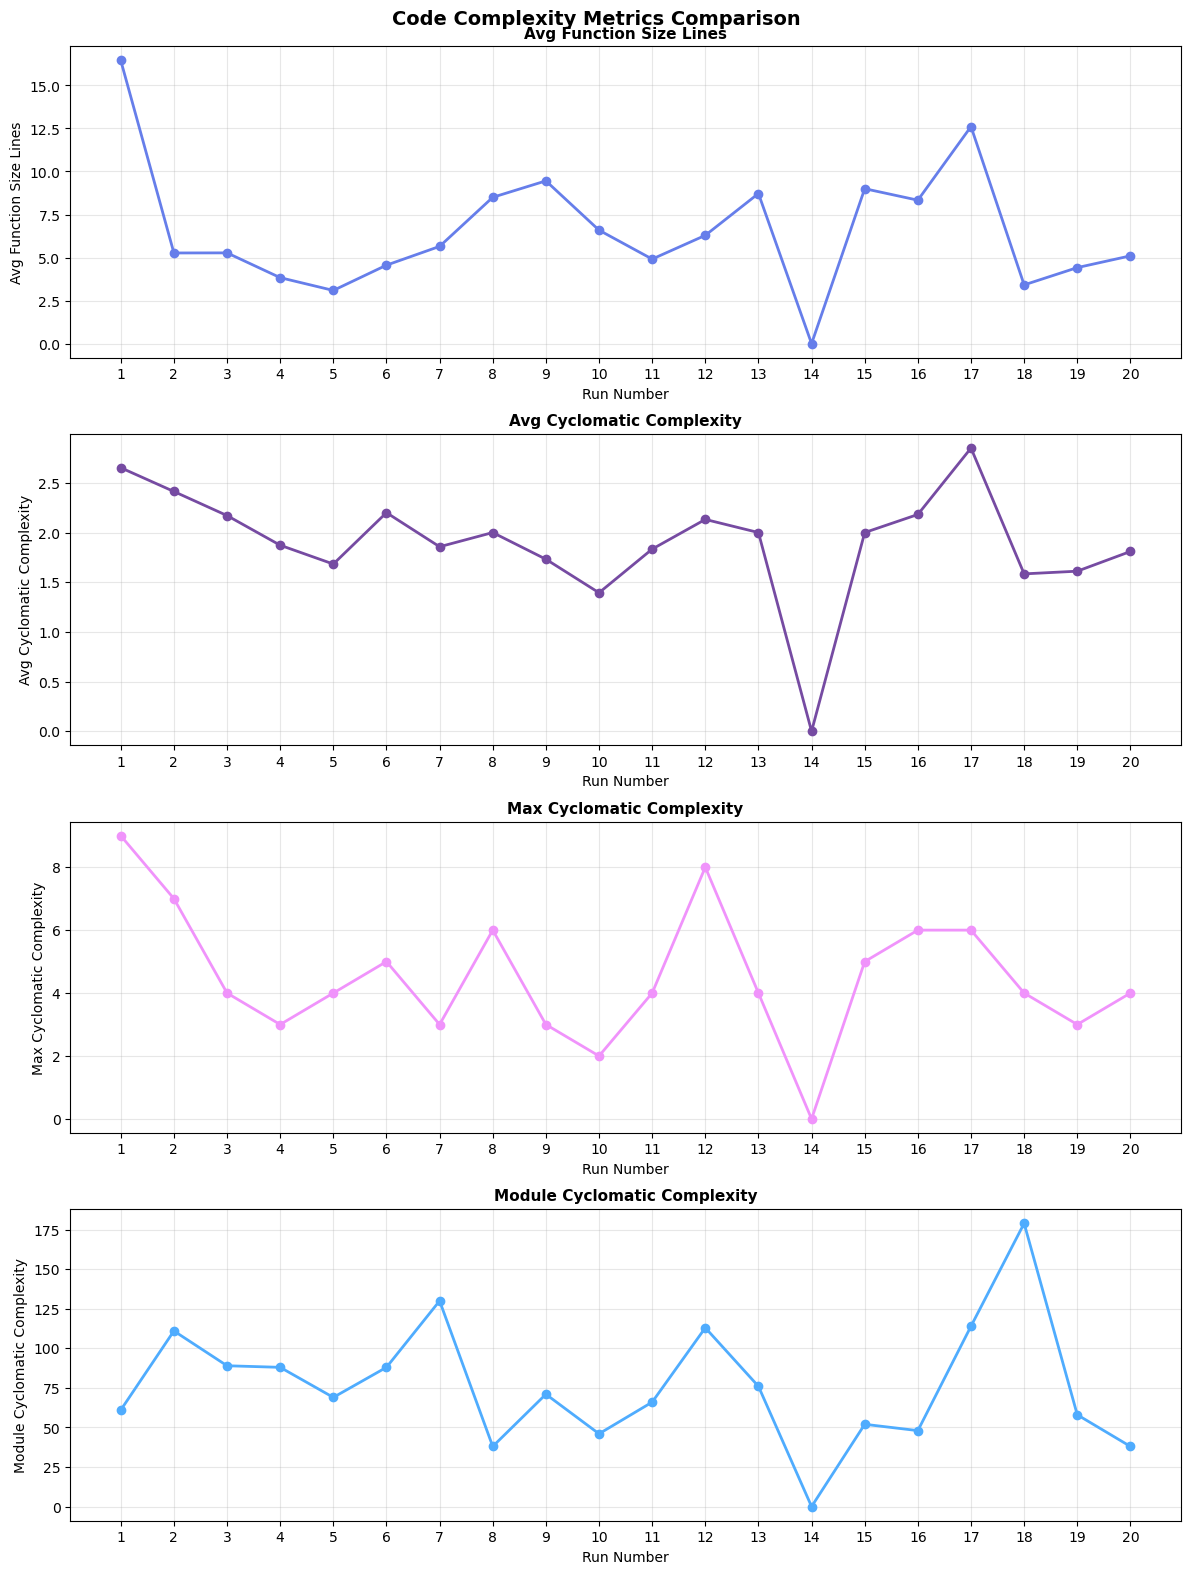 Code Complexity Metrics Comparison
Avg Function Size Lines
Avg Function Size Lines
15.0
12.5
10.0
7.5
5.0
2.5
0.0
1 2 3 4 5 6 7 8 9 10 11 12 13 14 15 16 17 18 19 20
Run Number
Avg Cyclomatic Complexity
Avg Cyclomatic Complexity
2.5
2.0
1.5
1.0
0.5
0.0
1 2 3 4 5 6 7 8 9 10 11 12 13 14 15 16 17 18 19 20
Run Number
Max Cyclomatic Complexity
Max Cyclomatic Complexity
8
6
4
2
0
1 2 3 4 5 6 7 8 9 10 11 12 13 14 15 16 17 18 19 20
Run Number
Module Cyclomatic Complexity
Module Cyclomatic Complexity
175
150
125
100
75
50
25
0
1 2 3 4 5 6 7 8 9 10 11 12 13 14 15 16 17 18 19 20
Run Number